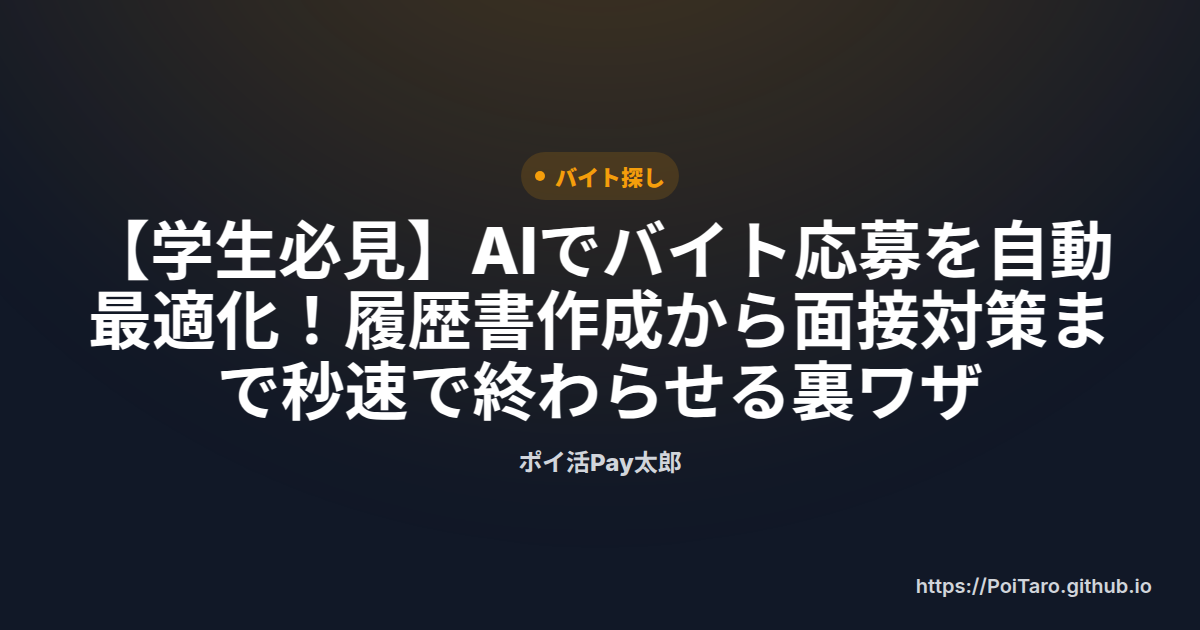 バイト探し
【学生必見】AIでバイト応募を自動
最適化！履歴書作成から面接対策ま
で秒速で終わらせる裏ワザ
ポイ活Pay太郎
https://PoiTaro.github.io